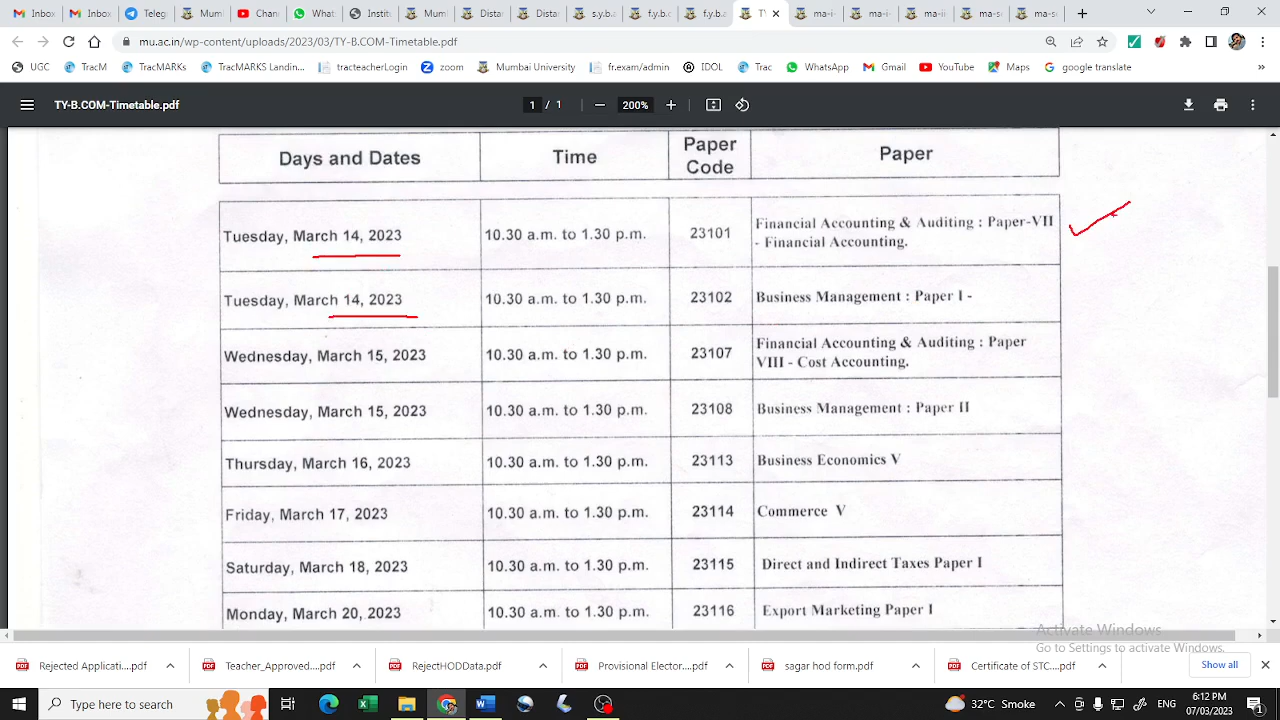 Mumb
Inbox
Teleg
Mum
What
What
Mum
Dista
Dista
fy.b.
fy.b.c
f.y.ba
TY
ma-
ma-i
mar
ma-
ma-s
mu.ac.in/wp-content/uploads/2023/03/TY-B.COM-Timetable.pdf
UGC
TracM
TracMARKs
TracMARKS Landin...
tracteacherLogin
zoom
Mumbai University
fr.exam/admin
IDOL
Trac
WhatsApp
Gmail
YouTube
Maps
google translate
»
TY-B.COM-Timetable.pdf
1 / 1
200%
Days and Dates
Time
Paper
Code
Paper
Tuesday, March 14, 2023
10.30 a.m. to 1.30 p.m.
23101
Financial Accounting & Auditing : Paper-VII
- Financial Accounting.
Tuesday, March 14, 2023
10.30 a.m. to 1.30 p.m.
23102
Business Management : Paper I -
Wednesday, March 15, 2023
10.30 a.m. to 1.30 p.m.
23107
Financial Accounting & Auditing : Paper
VIII - Cost Accounting.
Wednesday, March 15, 2023
10.30 a.m. to 1.30 p.m.
23108
Business Management : Paper II
Thursday, March 16, 2023
10.30 a.m. to 1.30 p.m.
23113
Business Economics V
Friday, March 17, 2023
10.30 a.m. to 1.30 p.m.
23114
Commerce V
Saturday, March 18, 2023
10.30 a.m. to 1.30 p.m.
23115
Direct and Indirect Taxes Paper I
Monday, March 20, 2023
10.30 a.m. to 1.30 p.m.
23116
Export Marketing Paper I
Activate Windows
Go to Settings to activate Windows.
Rejected Applicati....pdf
Teacher_Approved....pdf
RejectHODData.pdf
Provisional Elector....pdf
sagar hod form.pdf
Certificate of STC....pdf
Show all
Type here to search
32°C Smoke
6:12 PM
07/03/2023